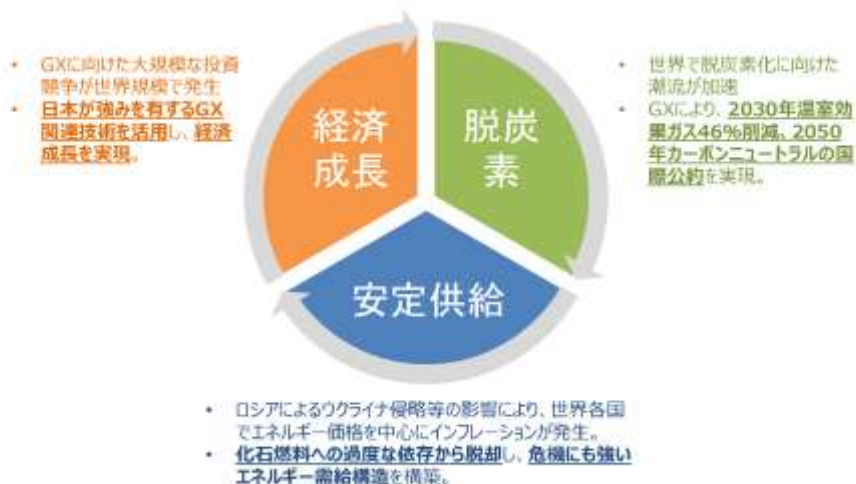 • GXに向けた大規模な投資
競争が世界規模で発生
• 日本が強みを有するGX
関連技術を活用し、経済
成長を実現。
経済
成長
脱炭
素
• 世界で脱炭素化に向けた
潮流が加速
• GXにより、2030年温室効
果ガス46%削減、2050
年カーボンニュートラルの国
際公約を実現。
安定供給
• ロシアによるウクライナ侵略等の影響により、世界各国
でエネルギー価格を中心にインフレーションが発生。
• 化石燃料への過度な依存から脱却し、危機にも強い
エネルギー需給構造を構築。